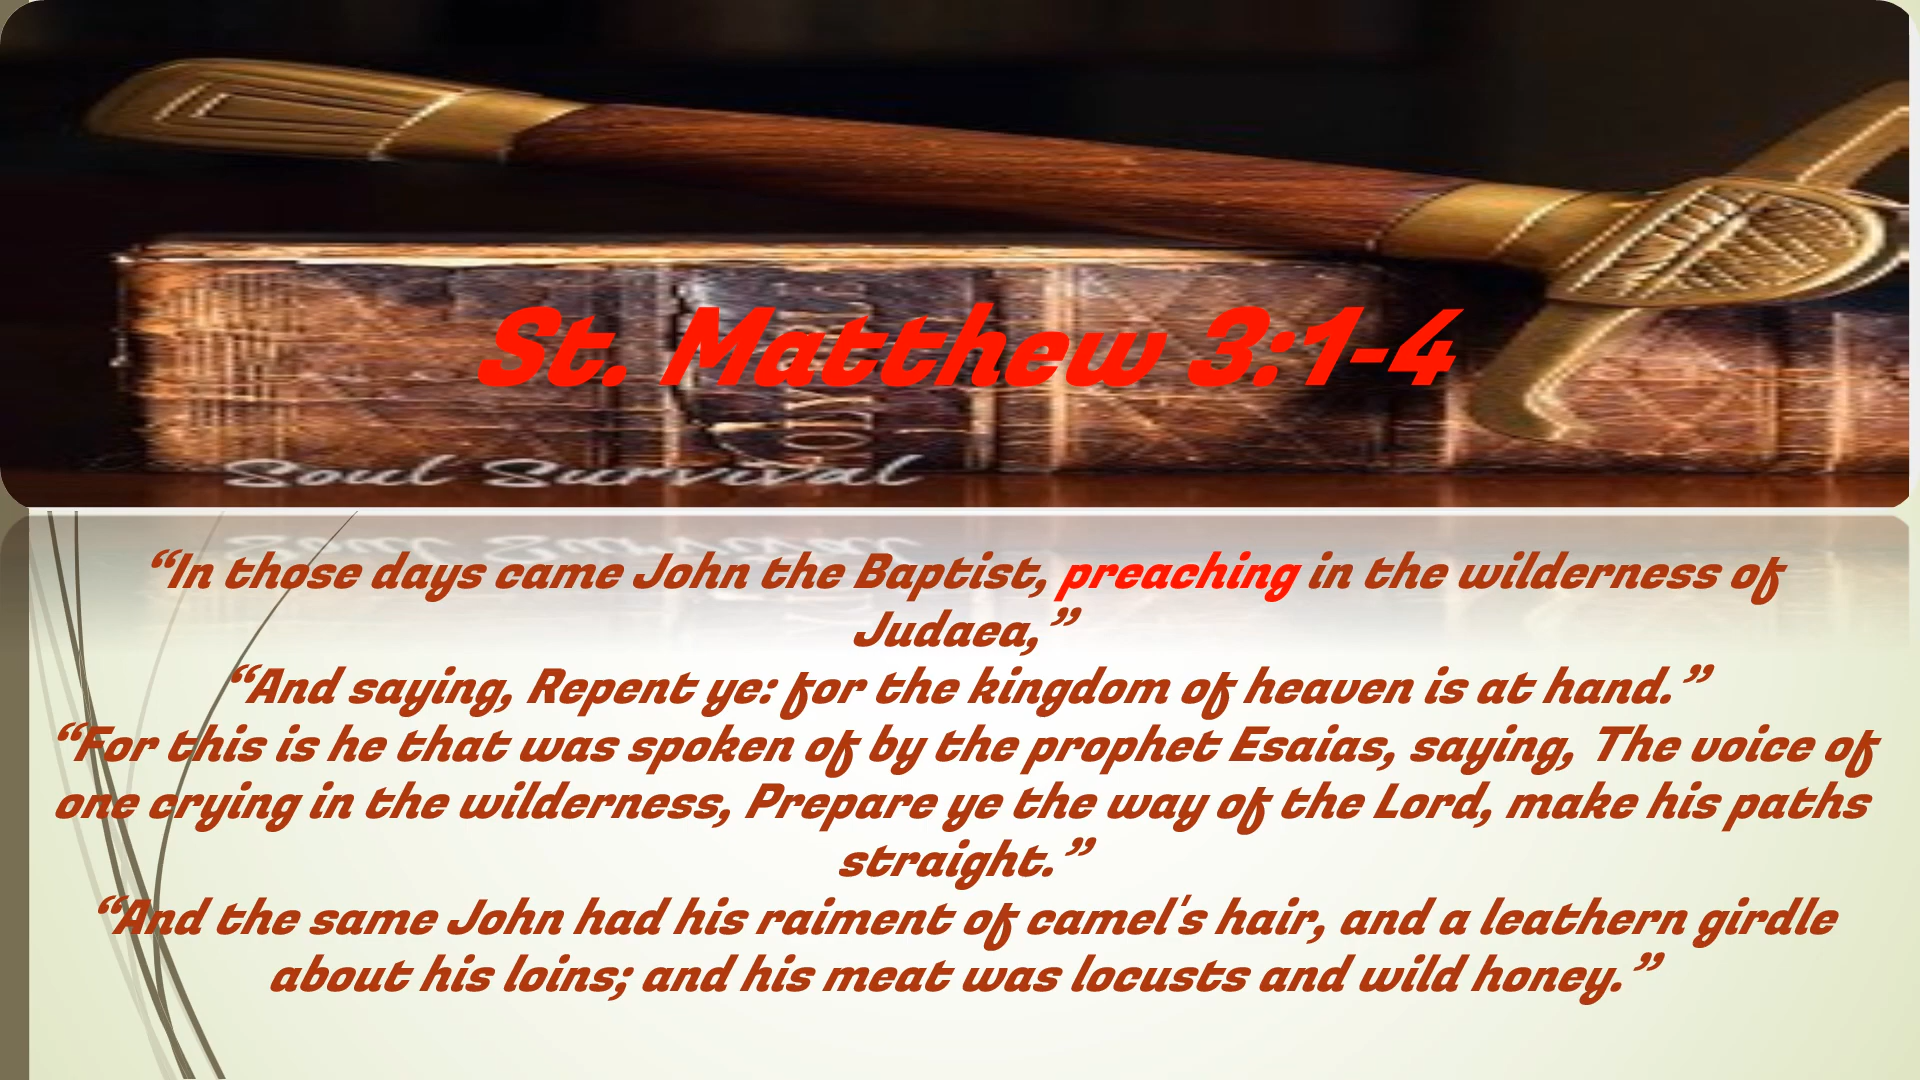 St. Matthew 3:1-4
Soul Survival
“In those days came John the Baptist, preaching in the wilderness of
Judaea,”
“And saying, Repent ye: for the kingdom of heaven is at hand.”
“For this is he that was spoken of by the prophet Esaias, saying, The voice of
one crying in the wilderness, Prepare ye the way of the Lord, make his paths
straight.”
“And the same John had his raiment of camel's hair, and a leathern girdle
about his loins; and his meat was locusts and wild honey.”